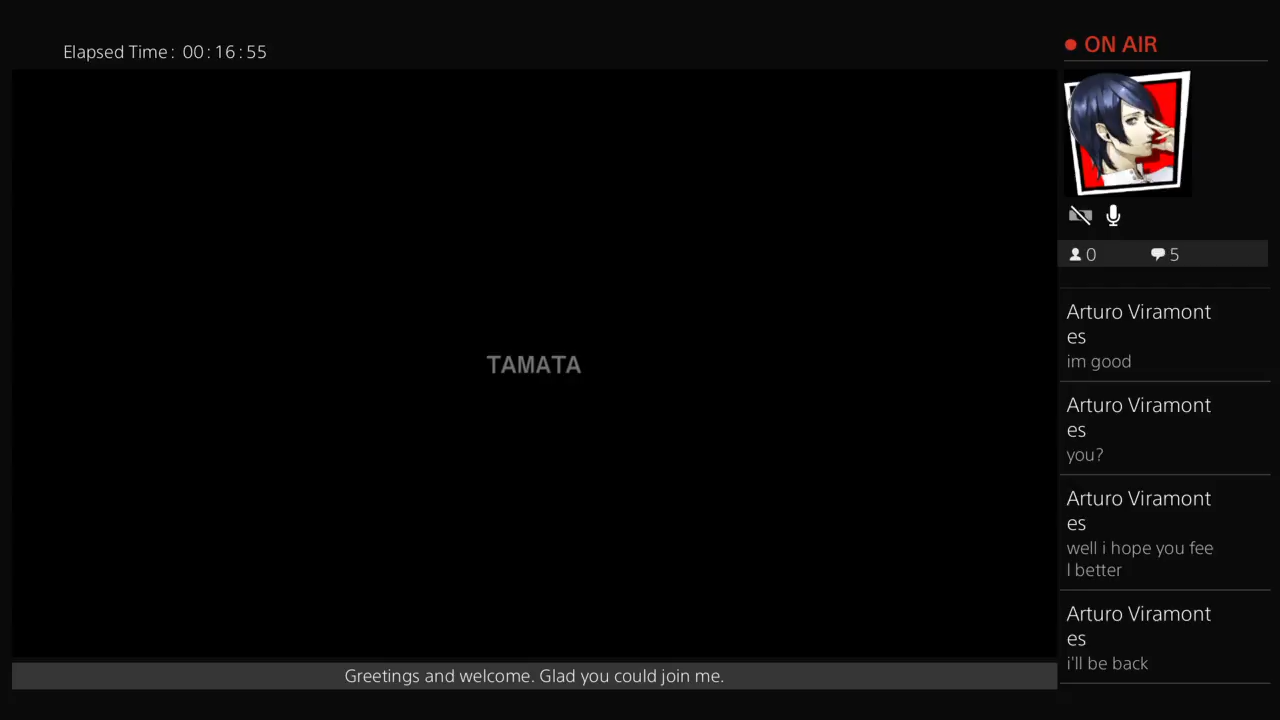 Elapsed Time: 00:16:55
ON AIR
0 5
Arturo Viramont
es
im good
Arturo Viramont
es
you?
Arturo Viramont
es
well i hope you fee
l better
Arturo Viramont
es
i'll be back
TAMATA
Greetings and welcome. Glad you could join me.